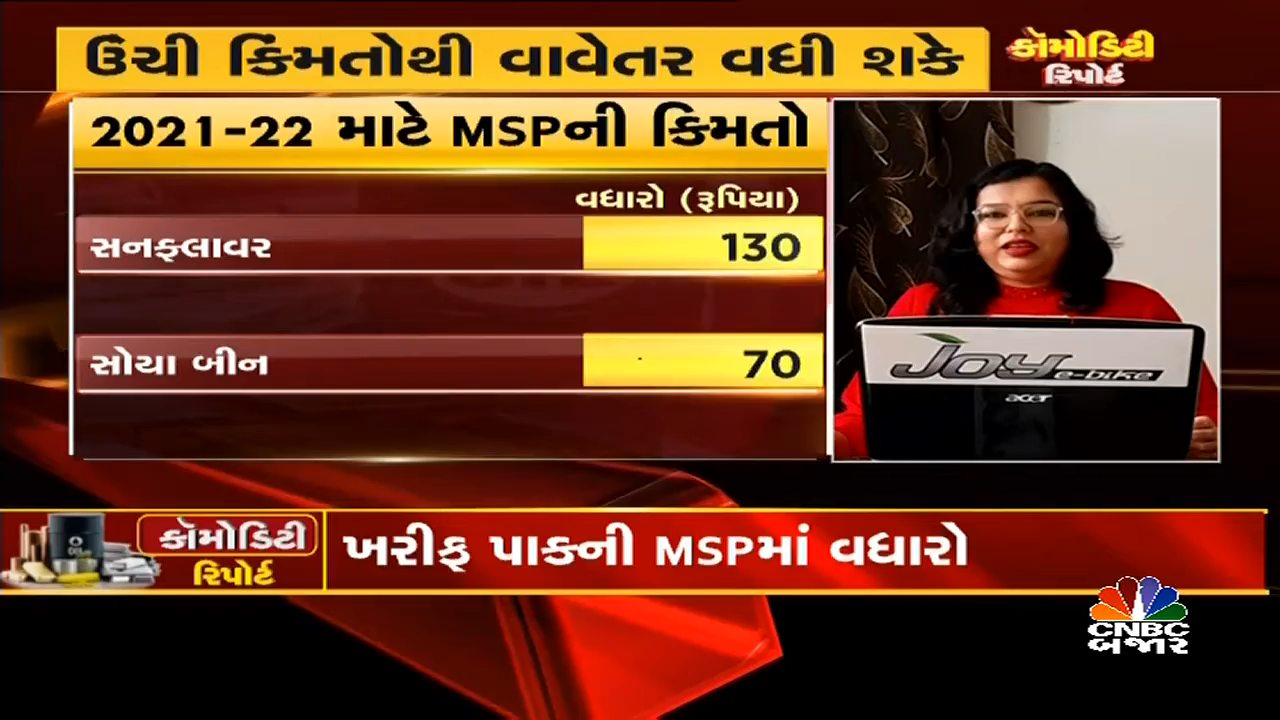 ઉંચી કિંમતોથી વાવેતર વધી શકે
કૉમોડિટી
રિપોર્ટ
2021-22 માટે MSPની કિંમતો
વધારો (રૂપિયા)
સનફ્લાવર 130
સોયા બીન 70
Joy e-bike
acer
કૉમોડિટી
રિપોર્ટ
ખરીફ પાકની MSPમાં વધારો
CNBC
બજાર